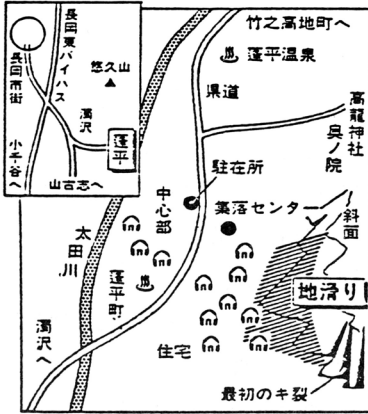 長岡東バイパス
悠久山
長岡市街
濁沢
蓬平
小千谷へ
山古志へ
竹之高地町へ
蓬平温泉
県道
高龍神社
奥ノ院
駐在所
中心部
集落センター
斜面
太田川
蓬平町
地滑り
濁沢へ
住宅
最初のキ裂